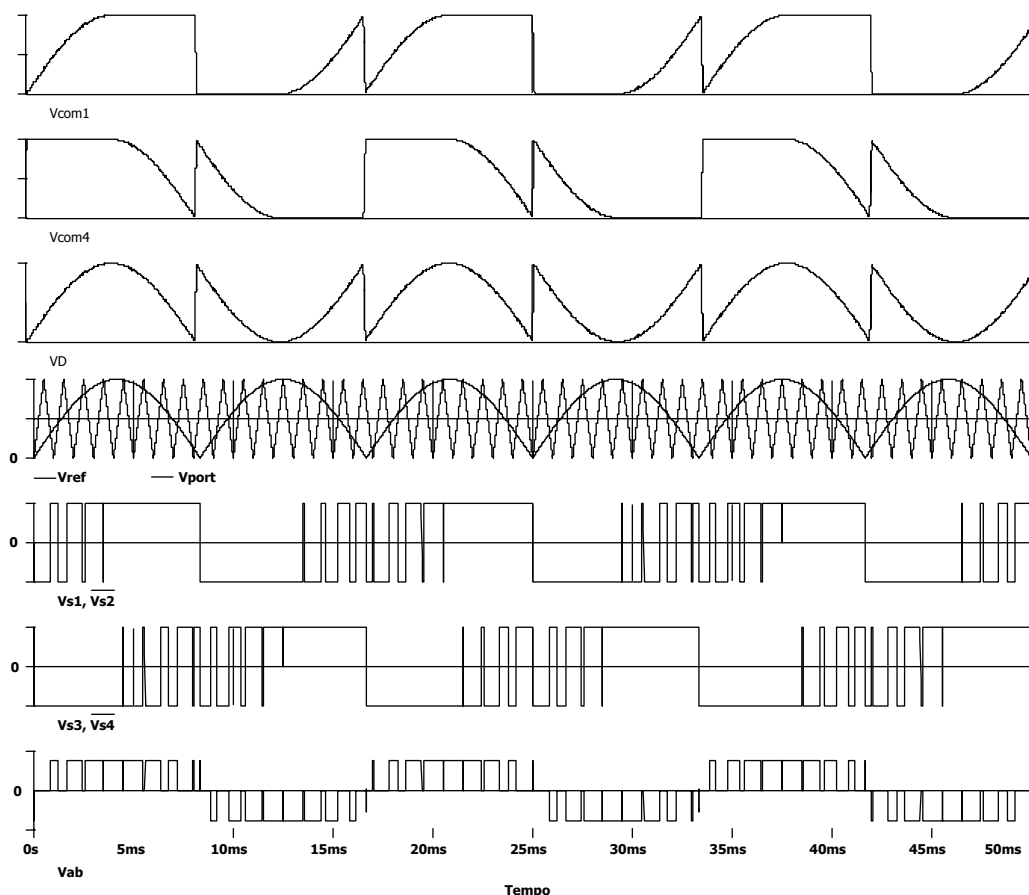 Vcom1
Vcom4
VD
0
Vref Vport
0
Vs1, Vs2
0
Vs3, Vs4
0
0s 5ms 10ms 15ms 20ms 25ms 30ms 35ms 40ms 45ms 50ms
Vab
Tempo